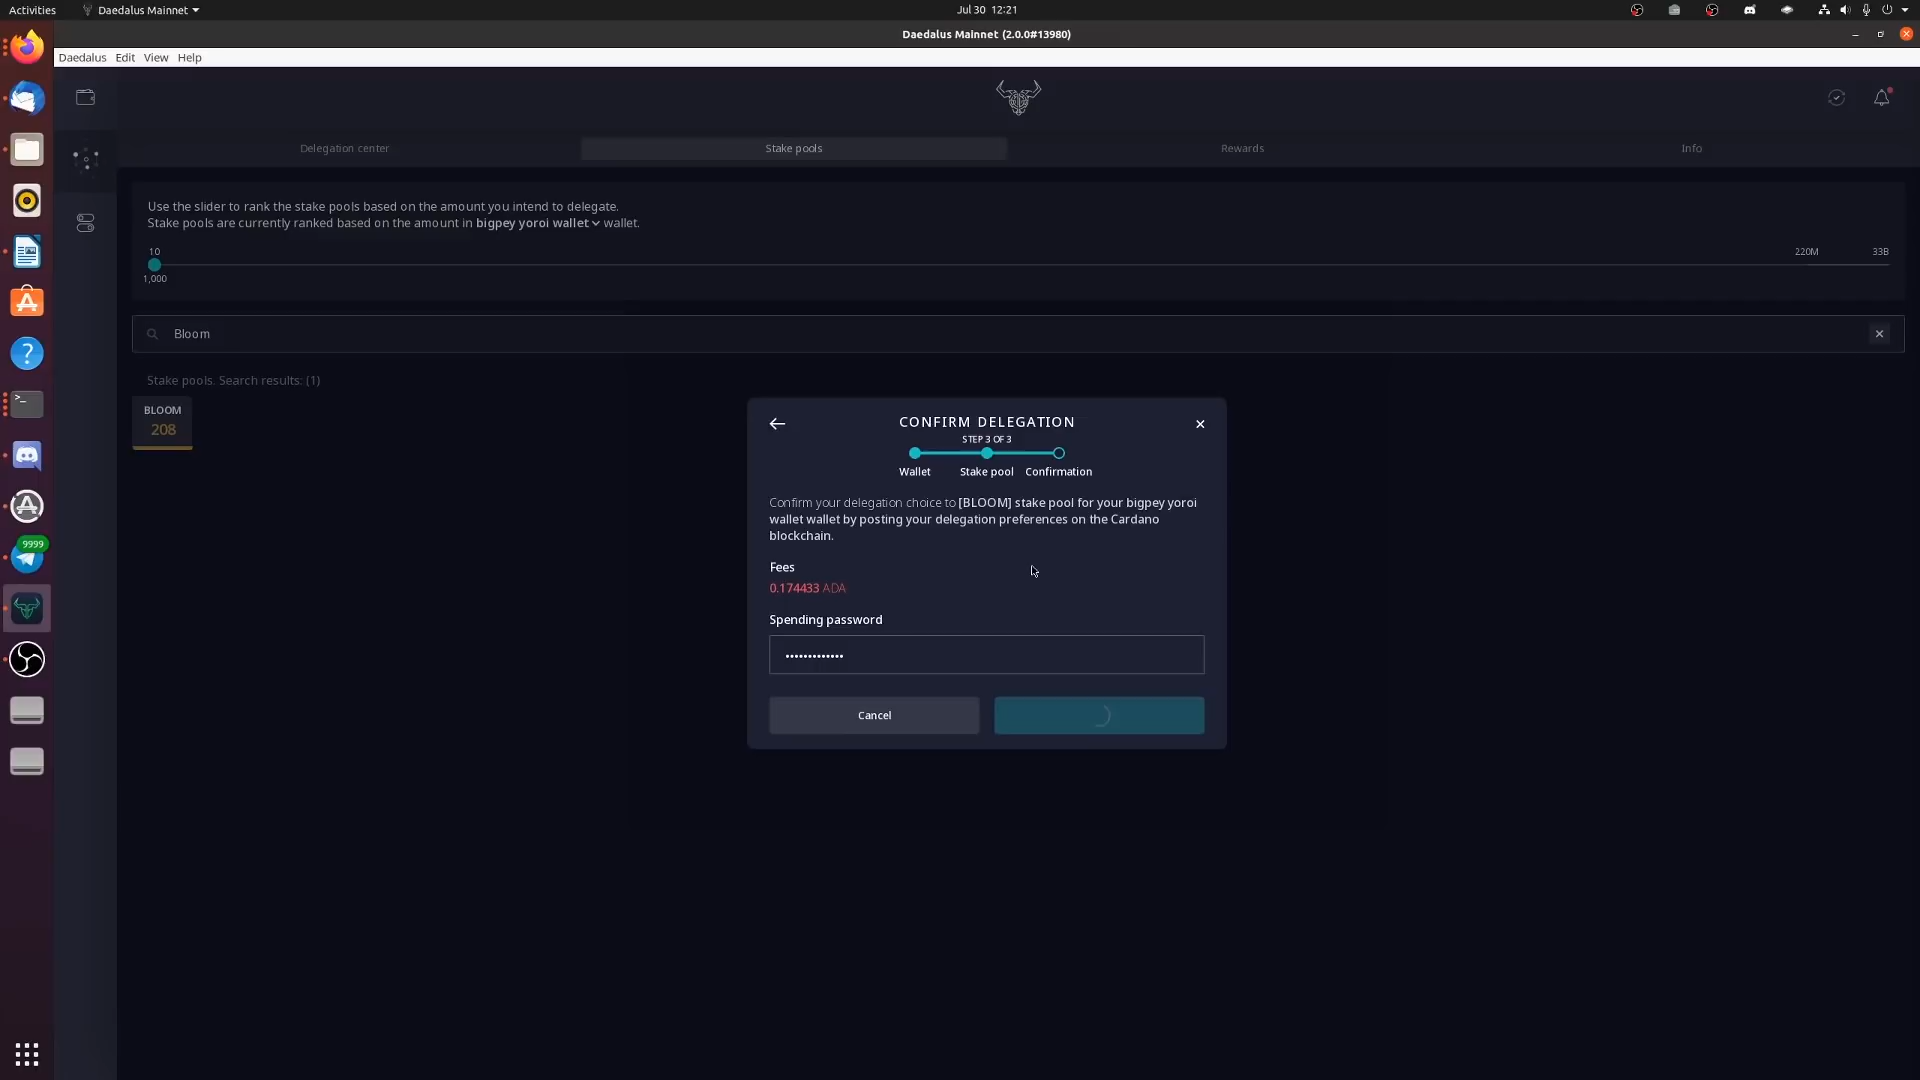 Activities
Daedalus Mainnet
Jul 30 12:21
Daedalus Mainnet (2.0.0#13980)
Daedalus Edit View Help
Delegation center
Stake pools
Rewards
Info
Use the slider to rank the stake pools based on the amount you intend to delegate.
Stake pools are currently ranked based on the amount in bigpey yoroi wallet wallet.
10
220M
33B
1,000
Bloom
Stake pools. Search results: (1)
BLOOM
208
CONFIRM DELEGATION
STEP 3 OF 3
Wallet
Stake pool
Confirmation
Confirm your delegation choice to [BLOOM] stake pool for your bigpey yoroi
wallet wallet by posting your delegation preferences on the Cardano
blockchain.
Fees
0.174433 ADA
Spending password
•••••••••••••
Cancel
9999